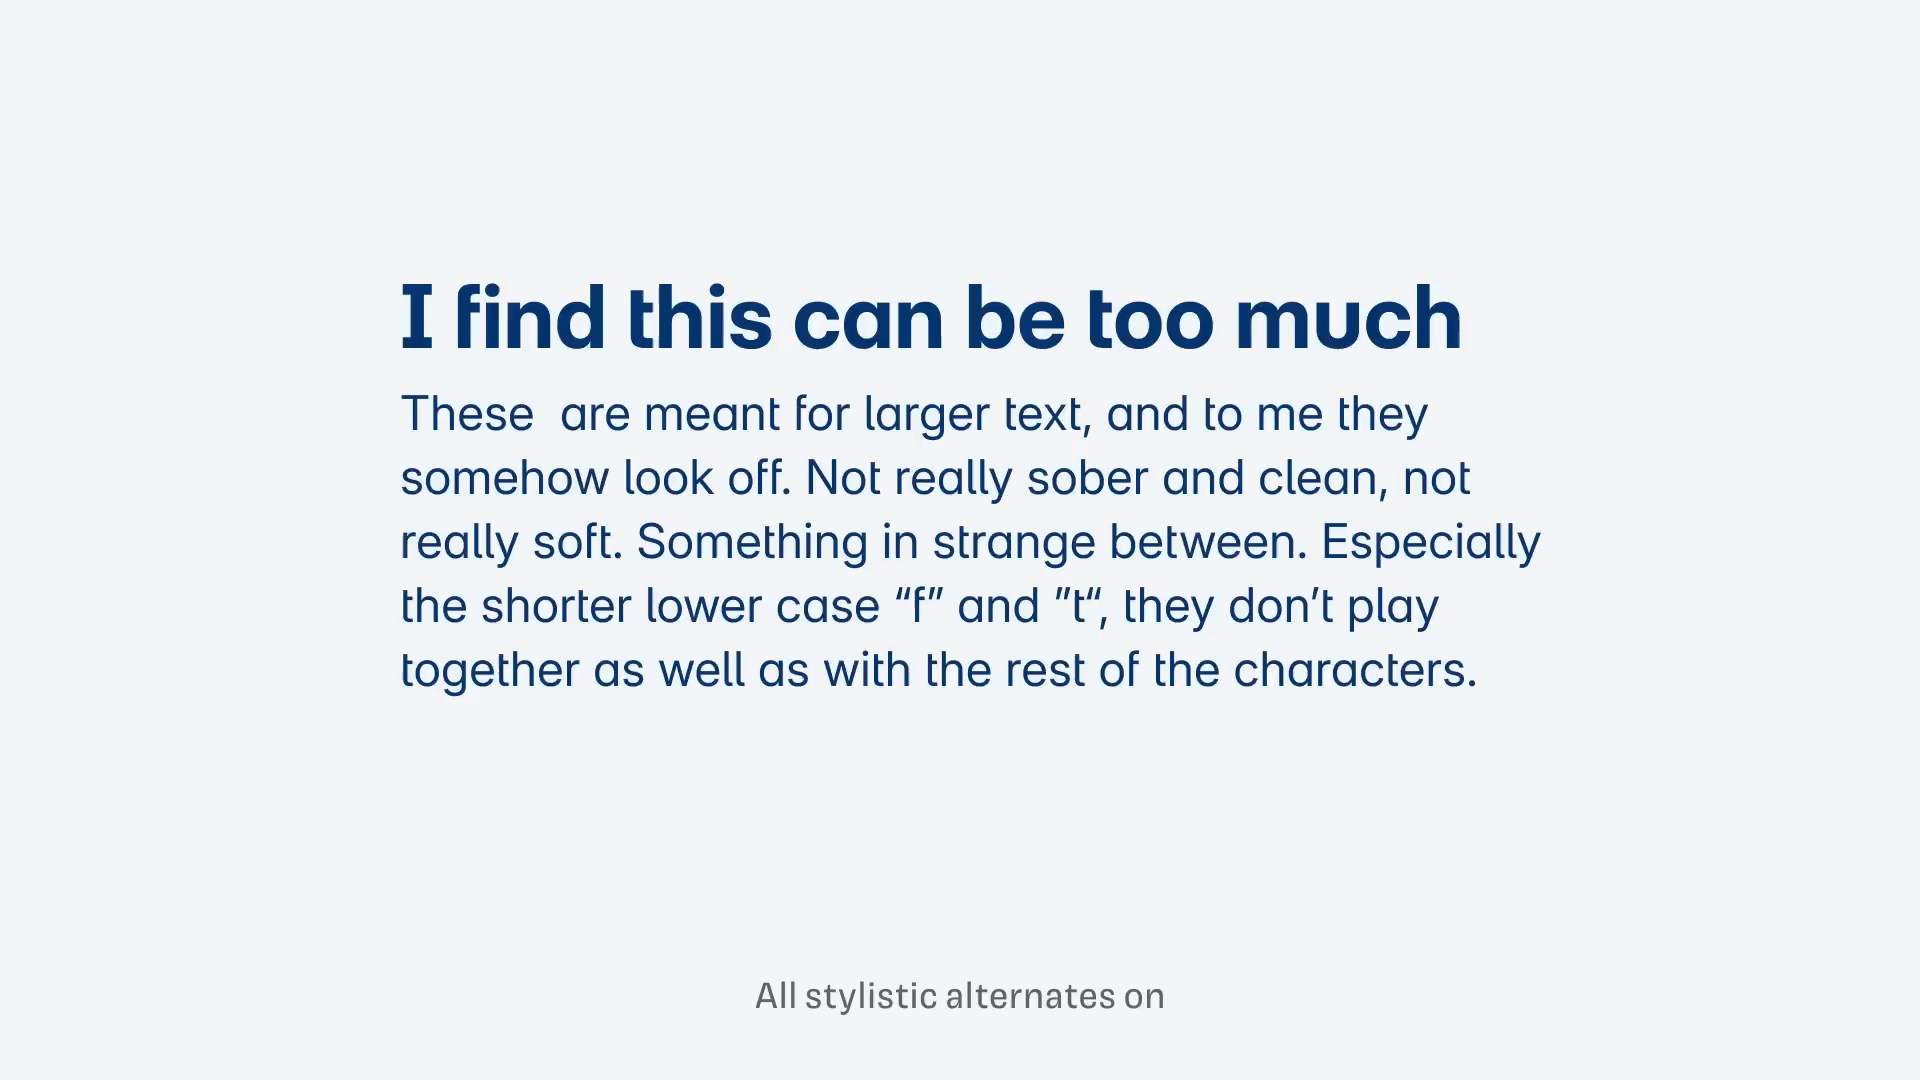 I find this can be too much
These  are meant for larger text, and to me they
somehow look off. Not really sober and clean, not
really soft. Something in strange between. Especially
the shorter lower case “f” and ”t“, they don’t play
together as well as with the rest of the characters.
All stylistic alternates on